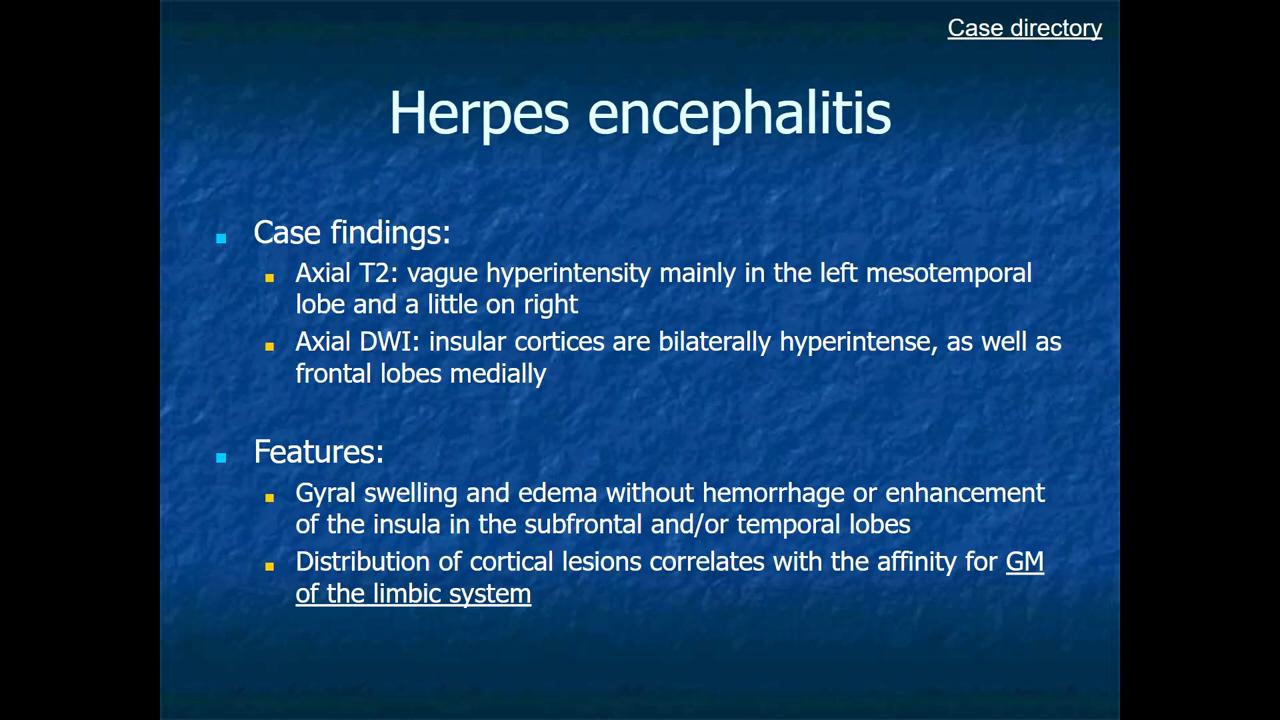 Case directory
Herpes encephalitis
Case findings:
Axial T2: vague hyperintensity mainly in the left mesotemporal
lobe and a little on right
Axial DWI: insular cortices are bilaterally hyperintense, as well as
frontal lobes medially
Features:
Gyral swelling and edema without hemorrhage or enhancement
of the insula in the subfrontal and/or temporal lobes
Distribution of cortical lesions correlates with the affinity for GM
of the limbic system